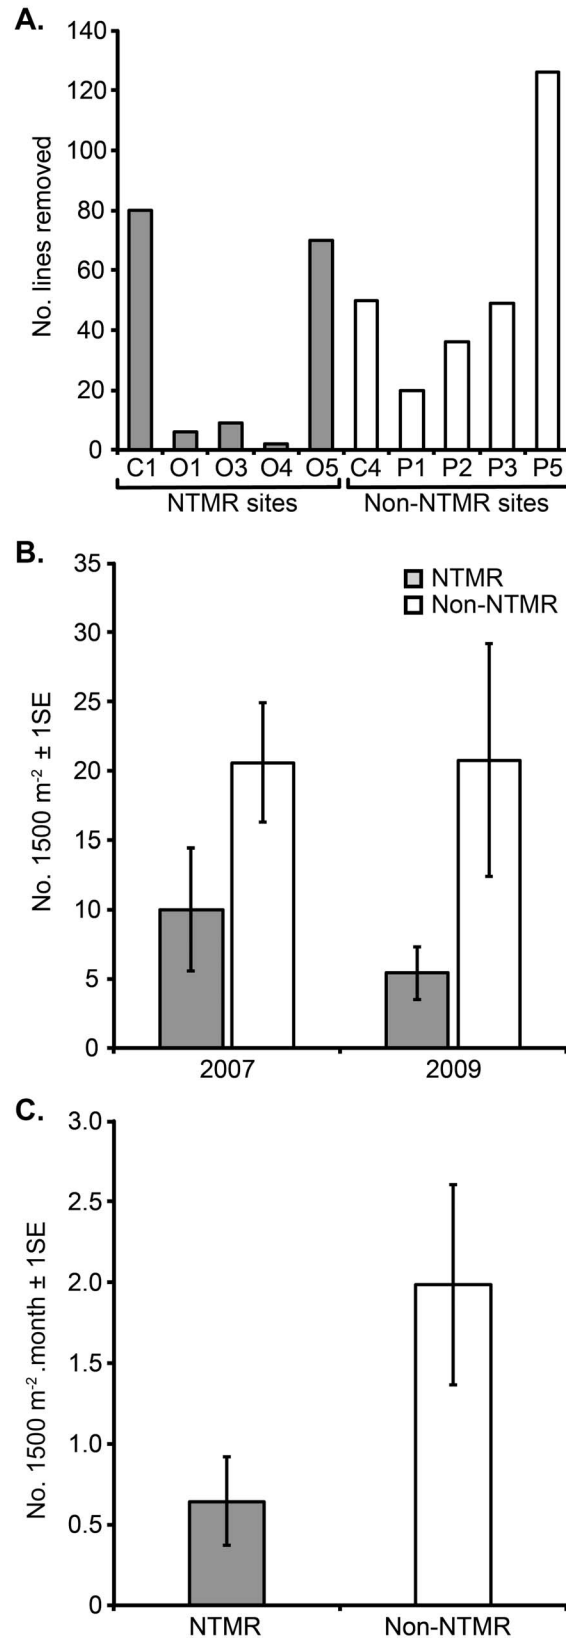 A.
No. lines removed
140
120
100
80
60
40
20
0
C1 O1 O3 O4 O5 C4 P1 P2 P3 P5
NTMR sites Non-NTMR sites
B.
No. 1500 m⁻² ± 1SE
35
30
25
20
15
10
5
0
NTMR
Non-NTMR
2007 2009
C.
No. 1500 m⁻² .month ± 1SE
3.0
2.5
2.0
1.5
1.0
0.5
0
NTMR Non-NTMR